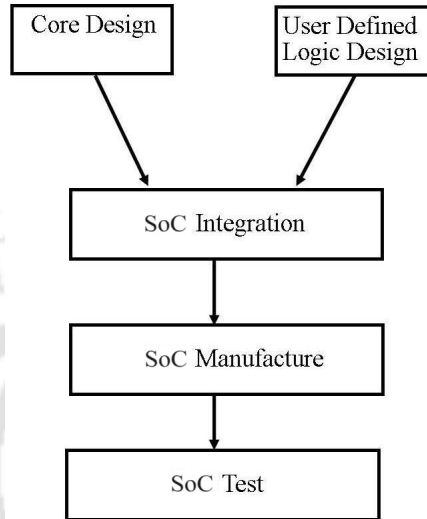 Core Design
User Defined
Logic Design
SoC Integration
SoC Manufacture
SoC Test